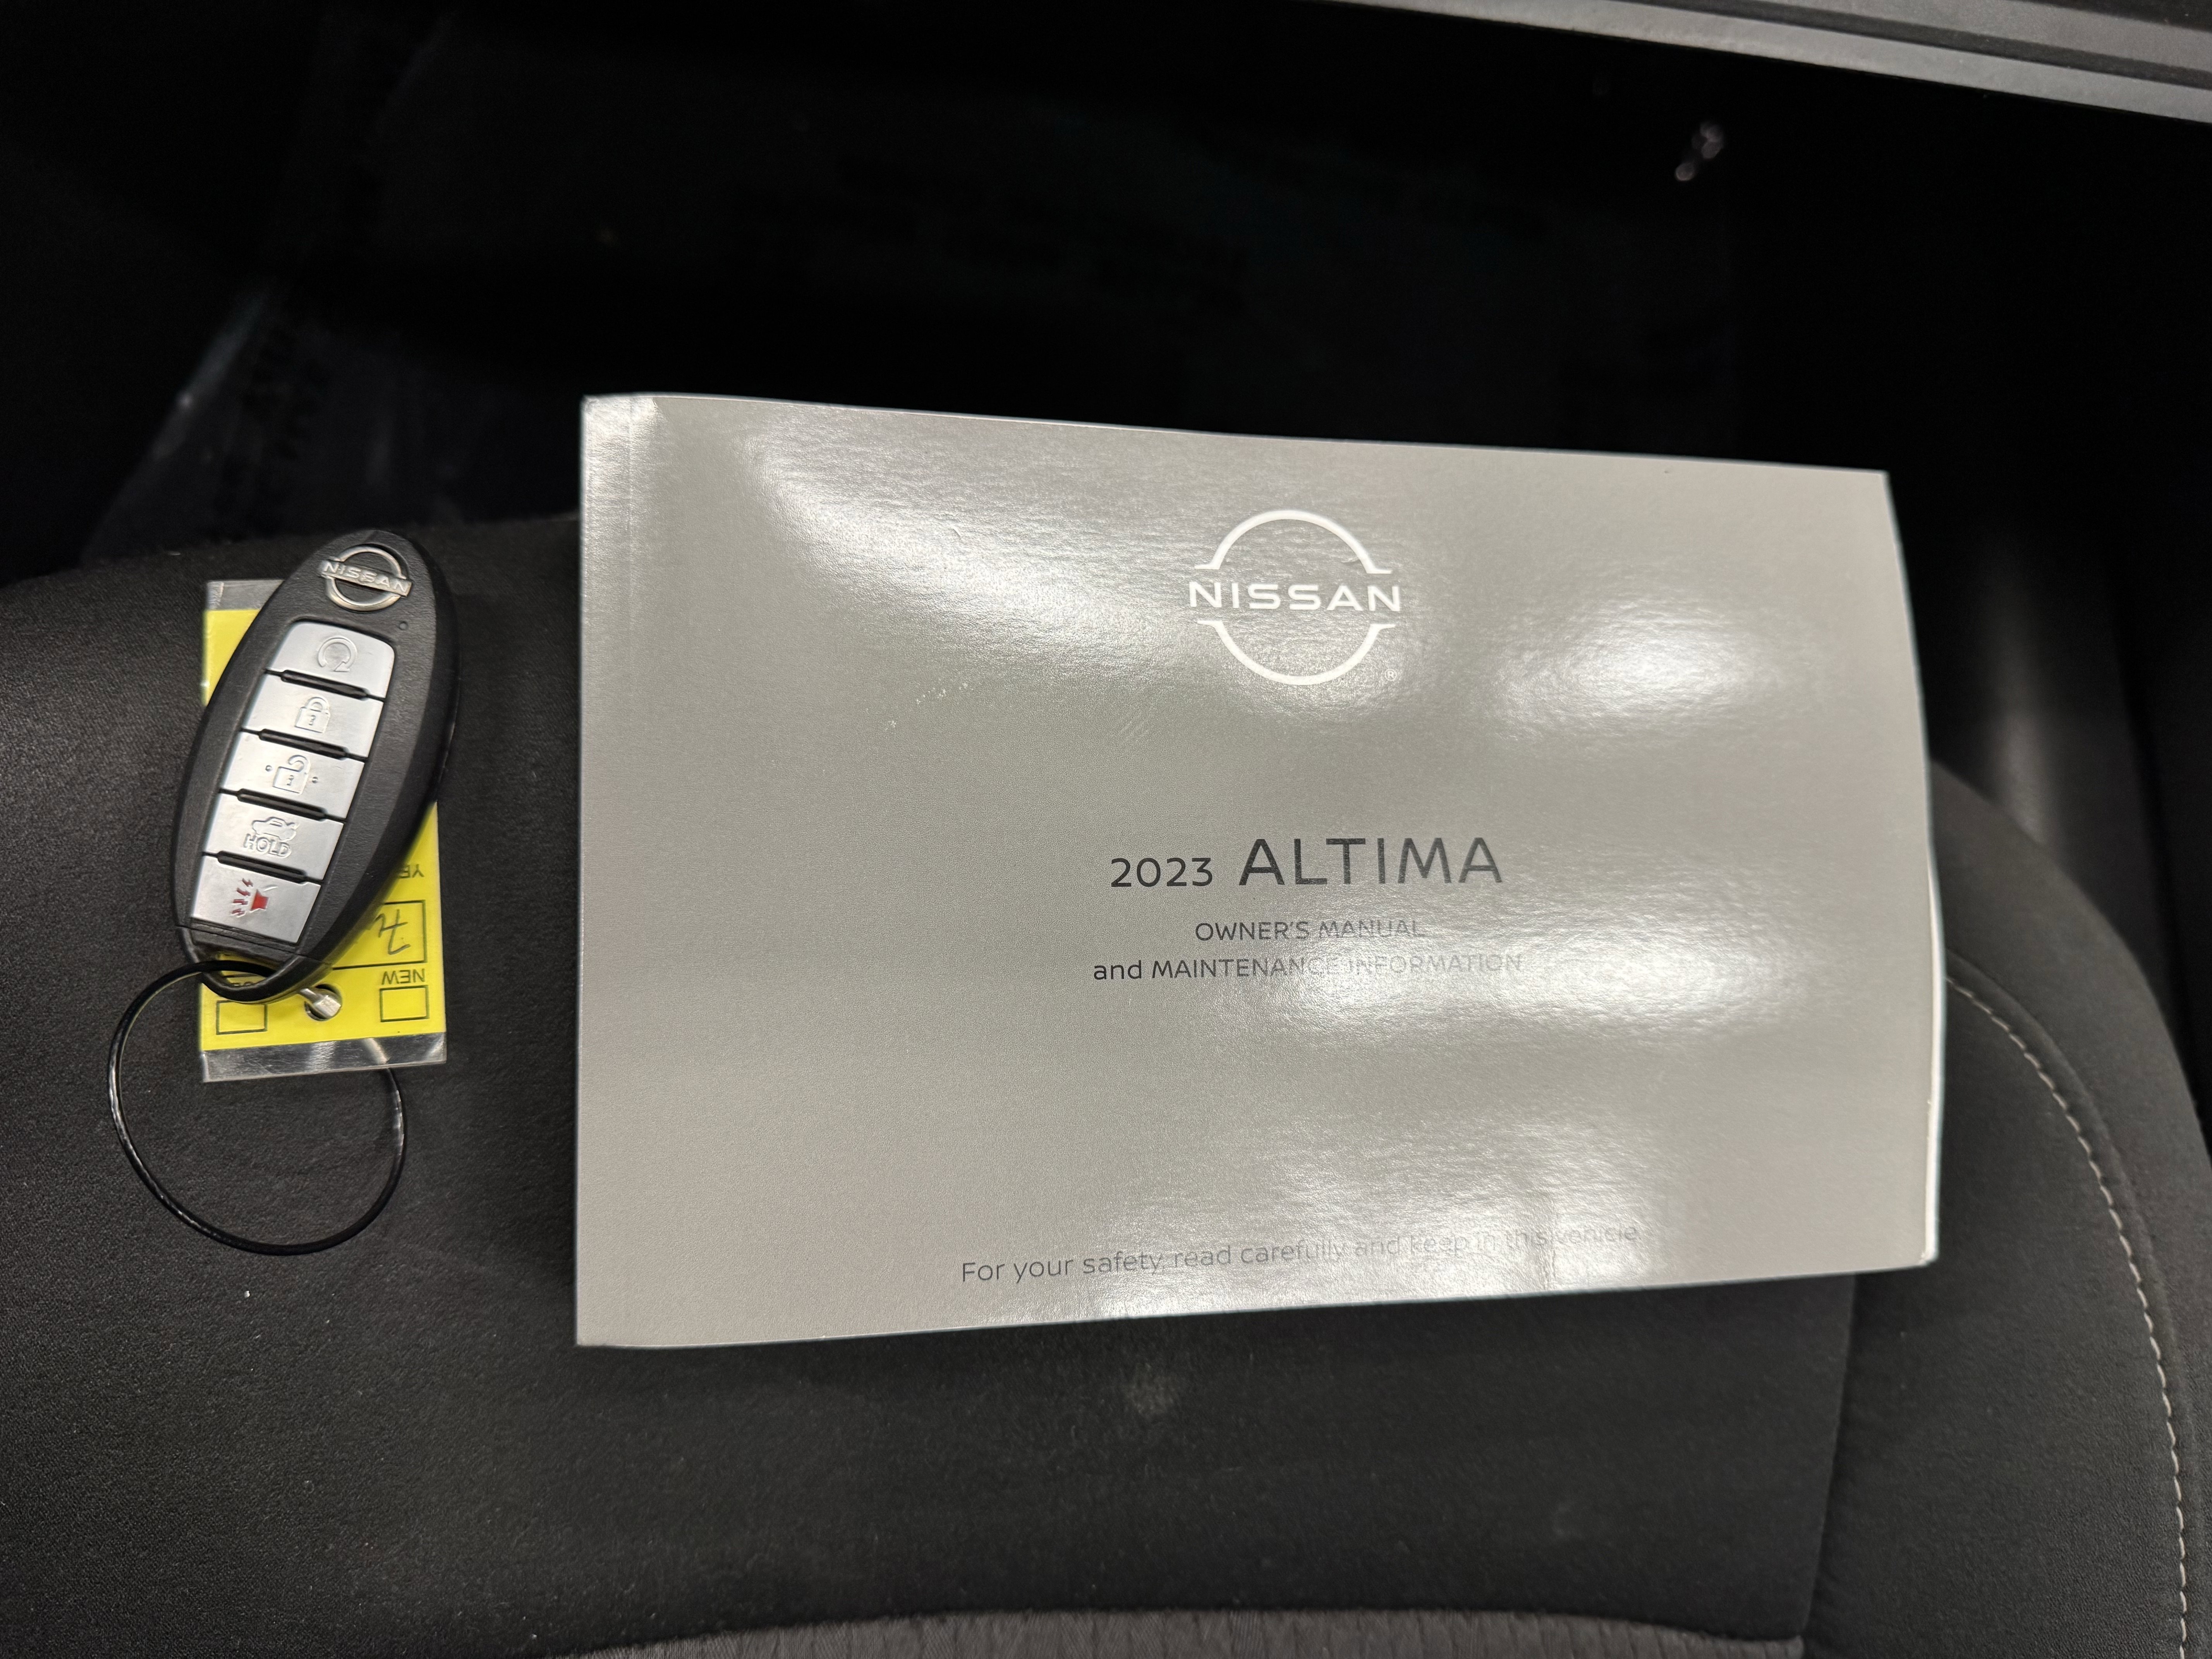 NISSAN
HOLD
NEW
NISSAN
®
2023 ALTIMA
OWNER'S MANUAL
and MAINTENANCE INFORMATION
For your safety, read carefully and keep in this vehicle